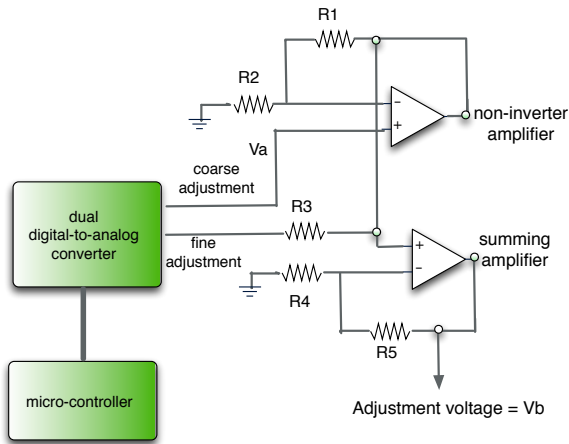 R1
R2
non-inverter
amplifier
Va
coarse
adjustment
dual
digital-to-analog
converter
R3
fine
adjustment
summing
amplifier
R4
R5
micro-controller
Adjustment voltage = Vb
-
+
+
-